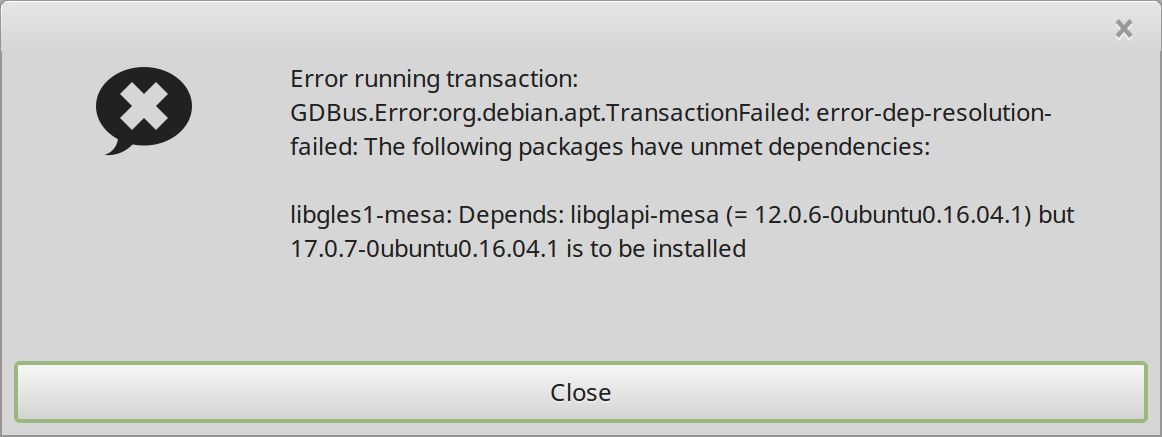 Error running transaction:
GDBus.Error:org.debian.apt.TransactionFailed: error-dep-resolution-
failed: The following packages have unmet dependencies:
libgles1-mesa: Depends: libglapi-mesa (= 12.0.6-0ubuntu0.16.04.1) but
17.0.7-0ubuntu0.16.04.1 is to be installed
Close